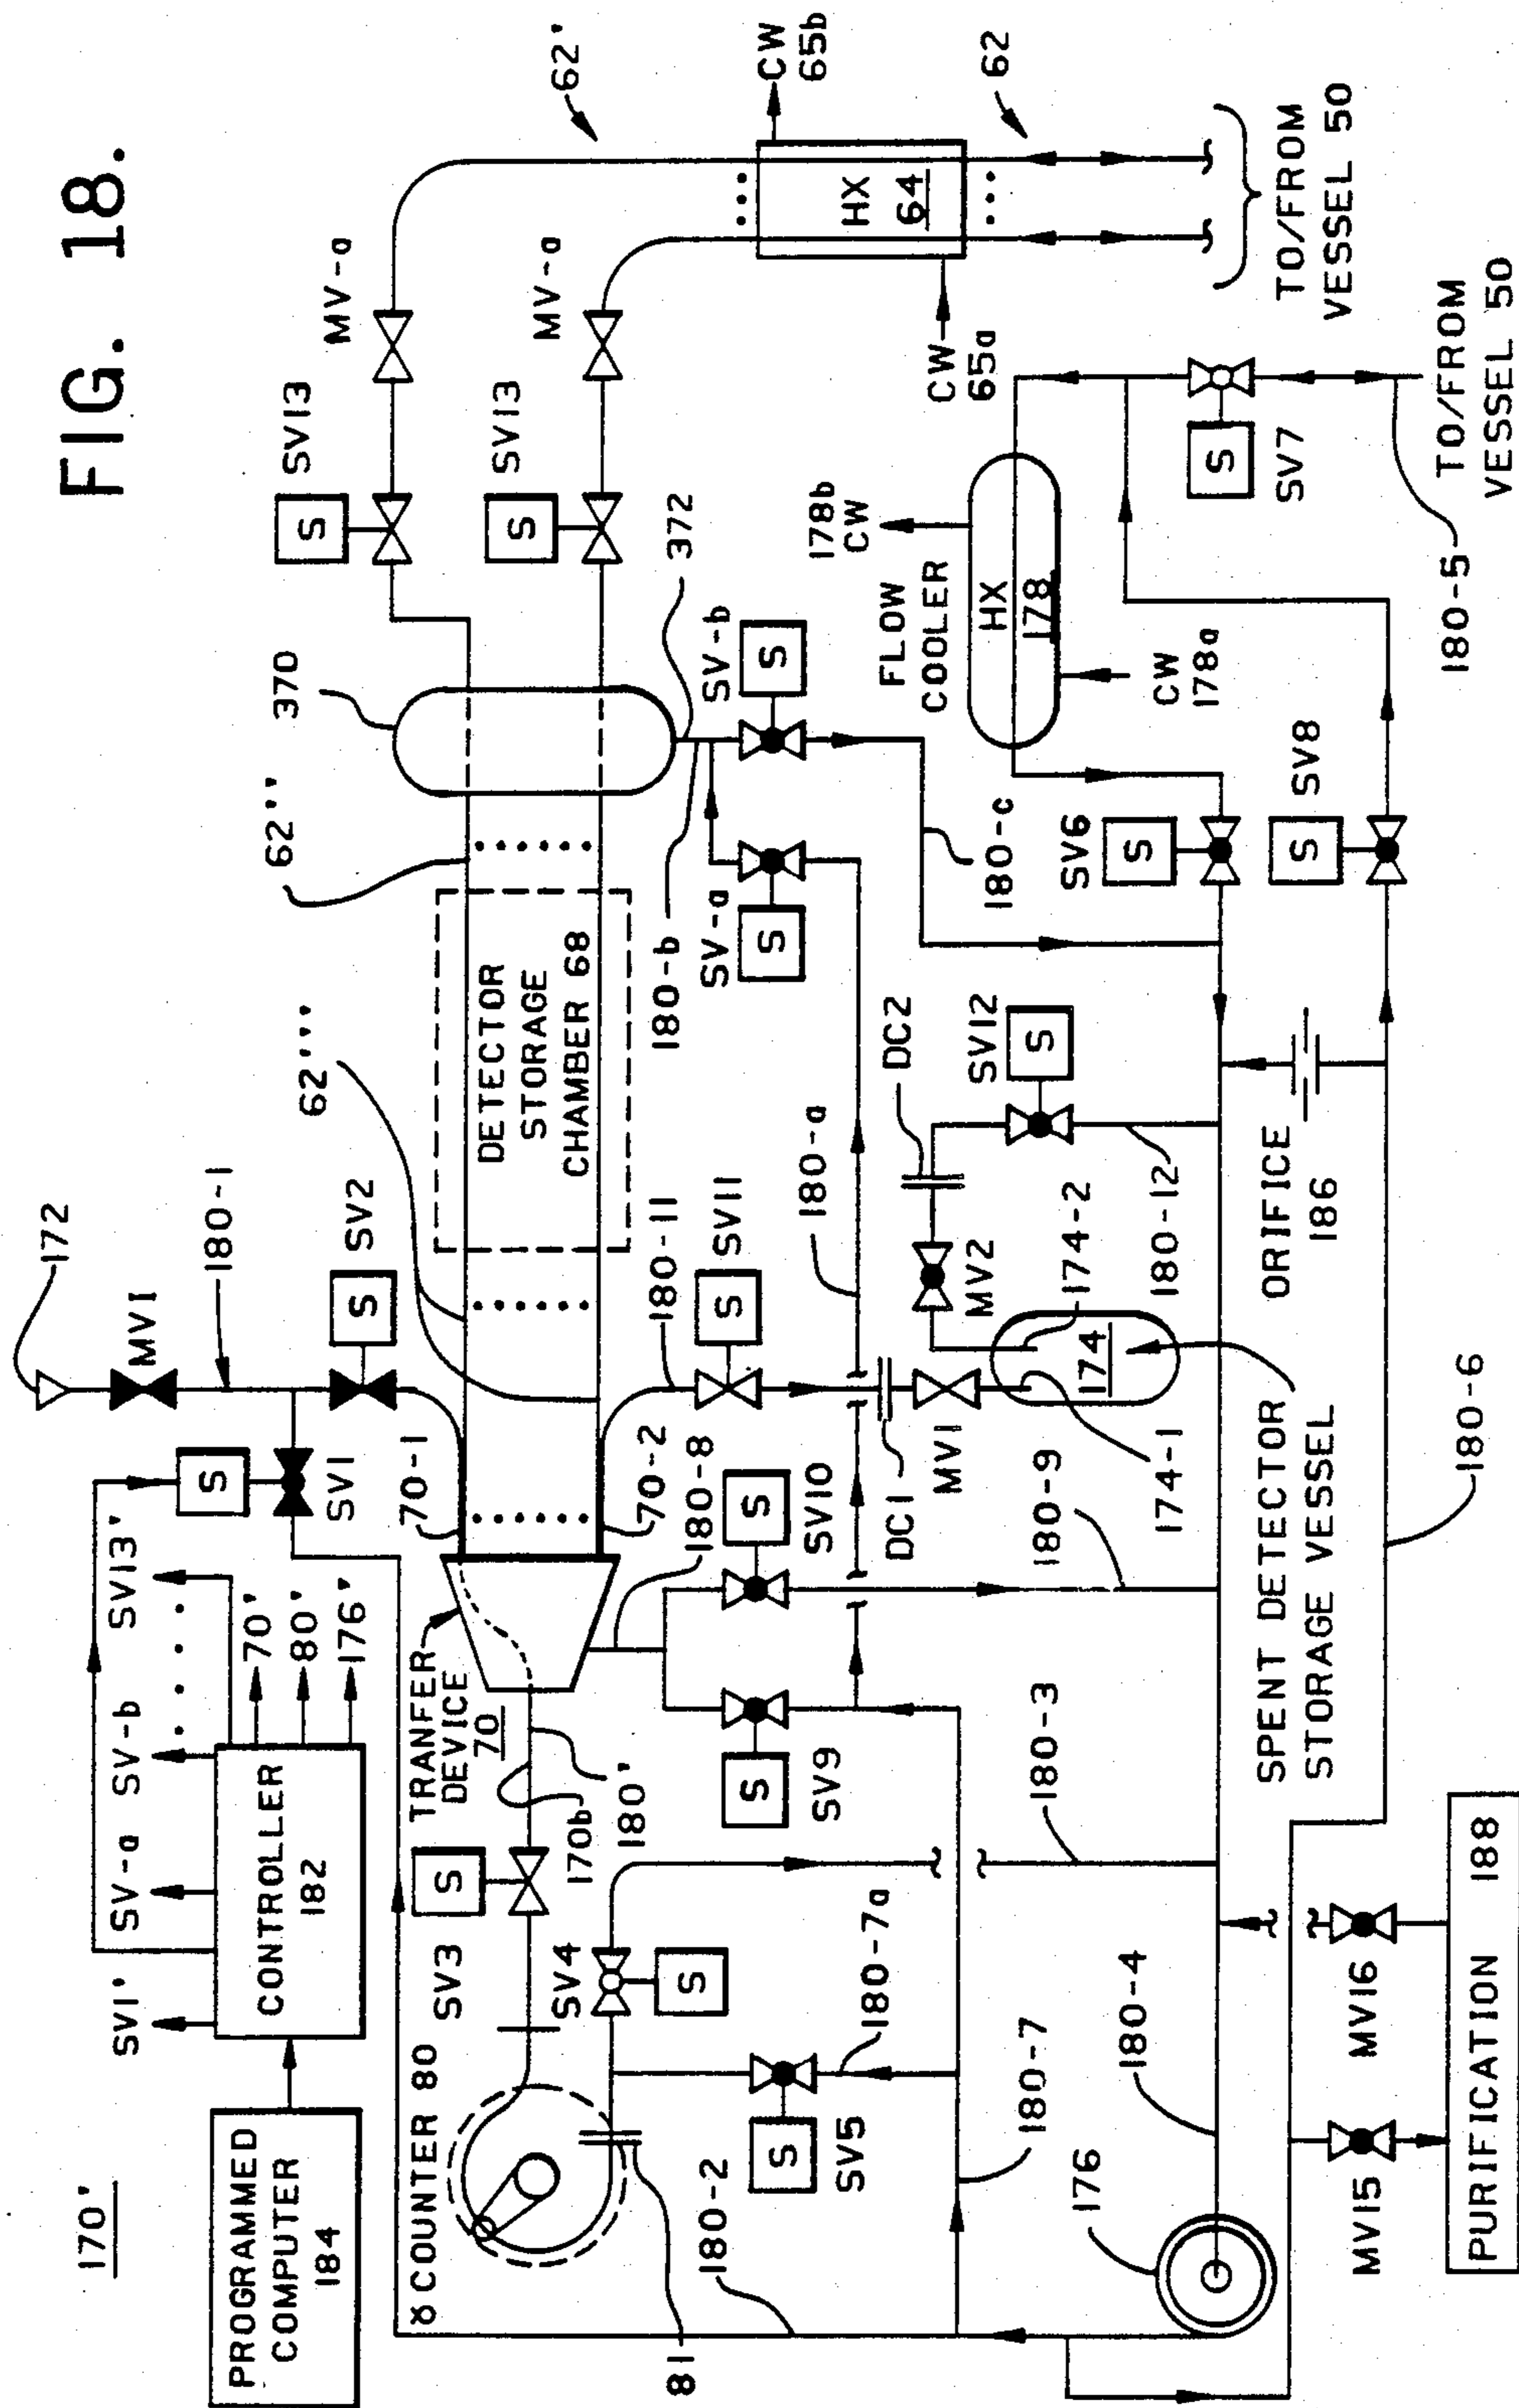 FIG. 18.
170'
PROGRAMMED
COMPUTER
184
CONTROLLER
182
SV1'
SV-a
SV-b
SV13'
70'
80'
176'
172
MV1
180-1
SV1
S
SV2
S
70-1
TRANFER
DEVICE
70
170b
180'
SV3
S
γ COUNTER 80
81
SV4
S
SV5
S
180-7a
180-2
180-7
176
180-4
180-3
MV15
MV16
PURIFICATION 188
SV9
S
SV10
S
180-8
180-9
70-2
180-11
SV11
S
DC1
MV1
174-1
174
174-2
MV2
DC2
SV12
S
180-12
SPENT DETECTOR
STORAGE VESSEL
ORIFICE
186
180-6
180-a
62'''
DETECTOR
STORAGE
CHAMBER 68
62''
370
372
180-b
SV-a
S
SV-b
S
180-c
SV13
S
SV13
S
MV-a
MV-a
62'
HX
64
CW
65b
CW
65a
62
TO/FROM
VESSEL 50
FLOW
COOLER
HX
178
178b
CW
CW
178a
SV6
S
SV8
S
SV7
S
180-5
TO/FROM
VESSEL 50